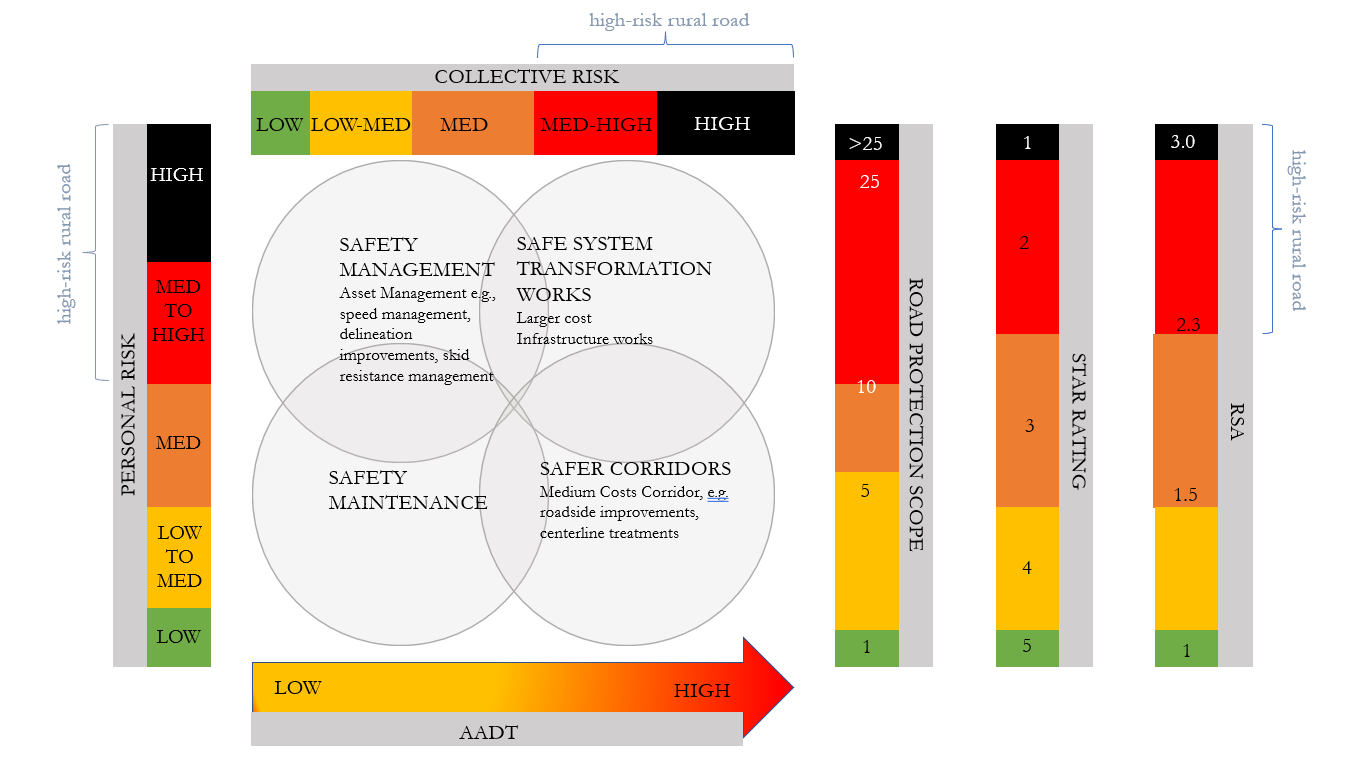 high-risk rural road
COLLECTIVE RISK
LOW
LOW-MED
MED
MED-HIGH
HIGH
high-risk rural road
PERSONAL RISK
HIGH
MED
TO
HIGH
MED
LOW
TO
MED
LOW
SAFETY
MANAGEMENT
Asset Management e.g.,
speed management,
delineation
improvements, skid
resistance management
SAFE SYSTEM
TRANSFORMATION
WORKS
Larger cost
Infrastructure works
SAFETY
MAINTENANCE
SAFER CORRIDORS
Medium Costs Corridor, e.g.
roadside improvements,
centerline treatments
LOW
HIGH
AADT
>25
25
10
5
1
ROAD PROTECTION SCOPE
1
2
3
4
5
STAR RATING
3.0
2.3
1.5
1
RSA
high-risk rural road